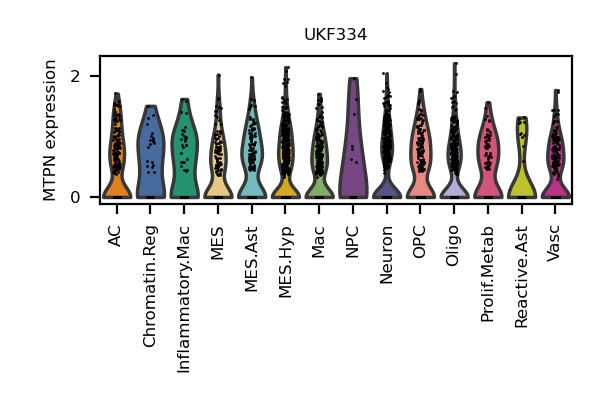 UKF334
MTPN expression
2
0
AC
Chromatin.Reg
Inflammatory.Mac
MES
MES.Ast
MES.Hyp
Mac
NPC
Neuron
OPC
Oligo
Prolif.Metab
Reactive.Ast
Vasc